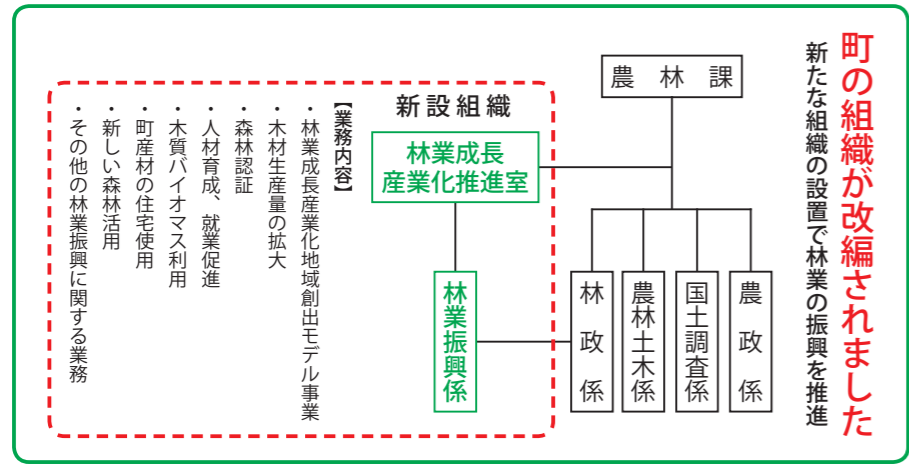 町の組織が改編されました
新たな組織の設置で林業の振興を推進
農林課
農政係
国土調査係
農林土木係
林政係
新設組織
林業成長
産業化推進室
林業振興係
【業務内容】
・林業成長産業化地域創出モデル事業
・木材生産量の拡大
・森林認証
・人材育成、就業促進
・木質バイオマス利用
・町産材の住宅使用
・新しい森林活用
・その他の林業振興に関する業務